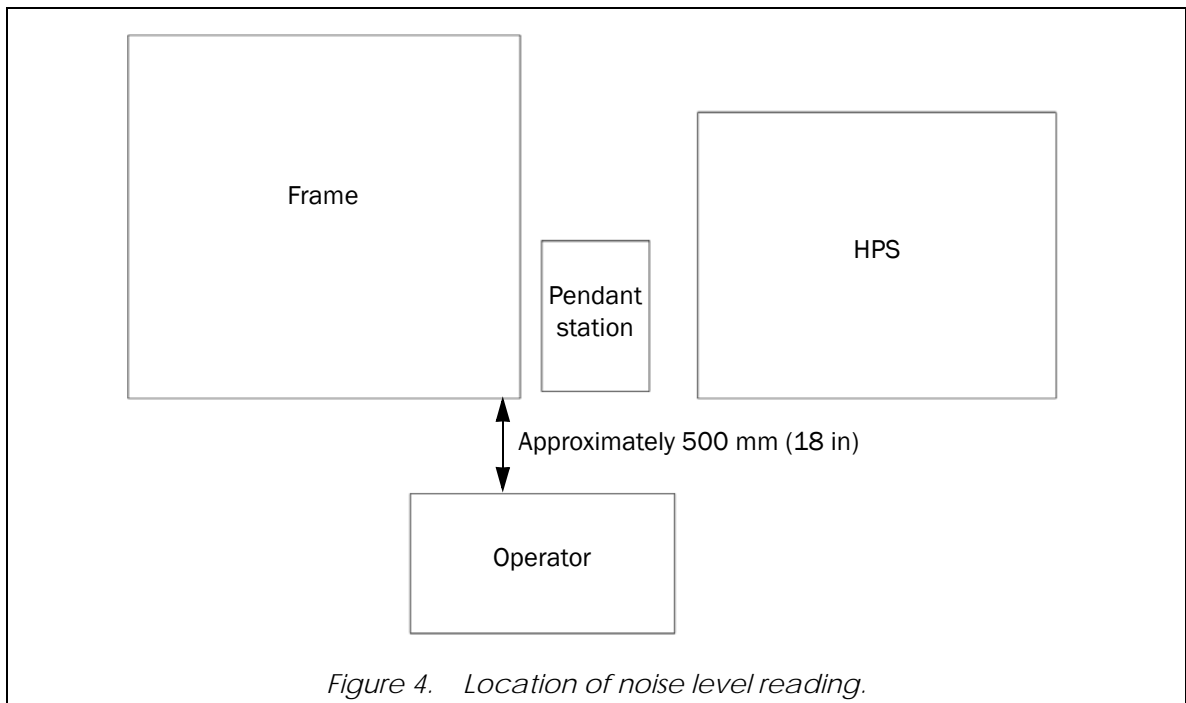 Frame
HPS
Pendant
station
Approximately 500 mm (18 in)
Operator
Figure 4. Location of noise level reading.